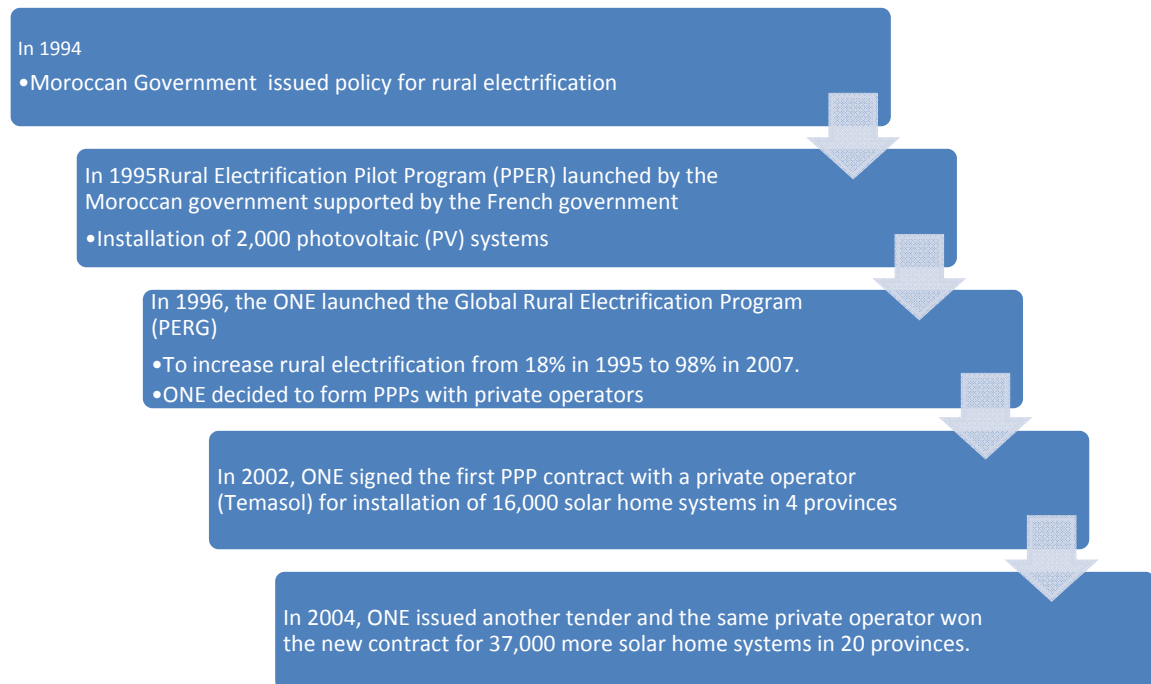 In 1994
•Moroccan Government  issued policy for rural electrification
In 1995Rural Electrification Pilot Program (PPER) launched by the
Moroccan government supported by the French government
•Installation of 2,000 photovoltaic (PV) systems
In 1996, the ONE launched the Global Rural Electrification Program
(PERG)
•To increase rural electrification from 18% in 1995 to 98% in 2007.
•ONE decided to form PPPs with private operators
In 2002, ONE signed the first PPP contract with a private operator
(Temasol) for installation of 16,000 solar home systems in 4 provinces
In 2004, ONE issued another tender and the same private operator won
the new contract for 37,000 more solar home systems in 20 provinces.